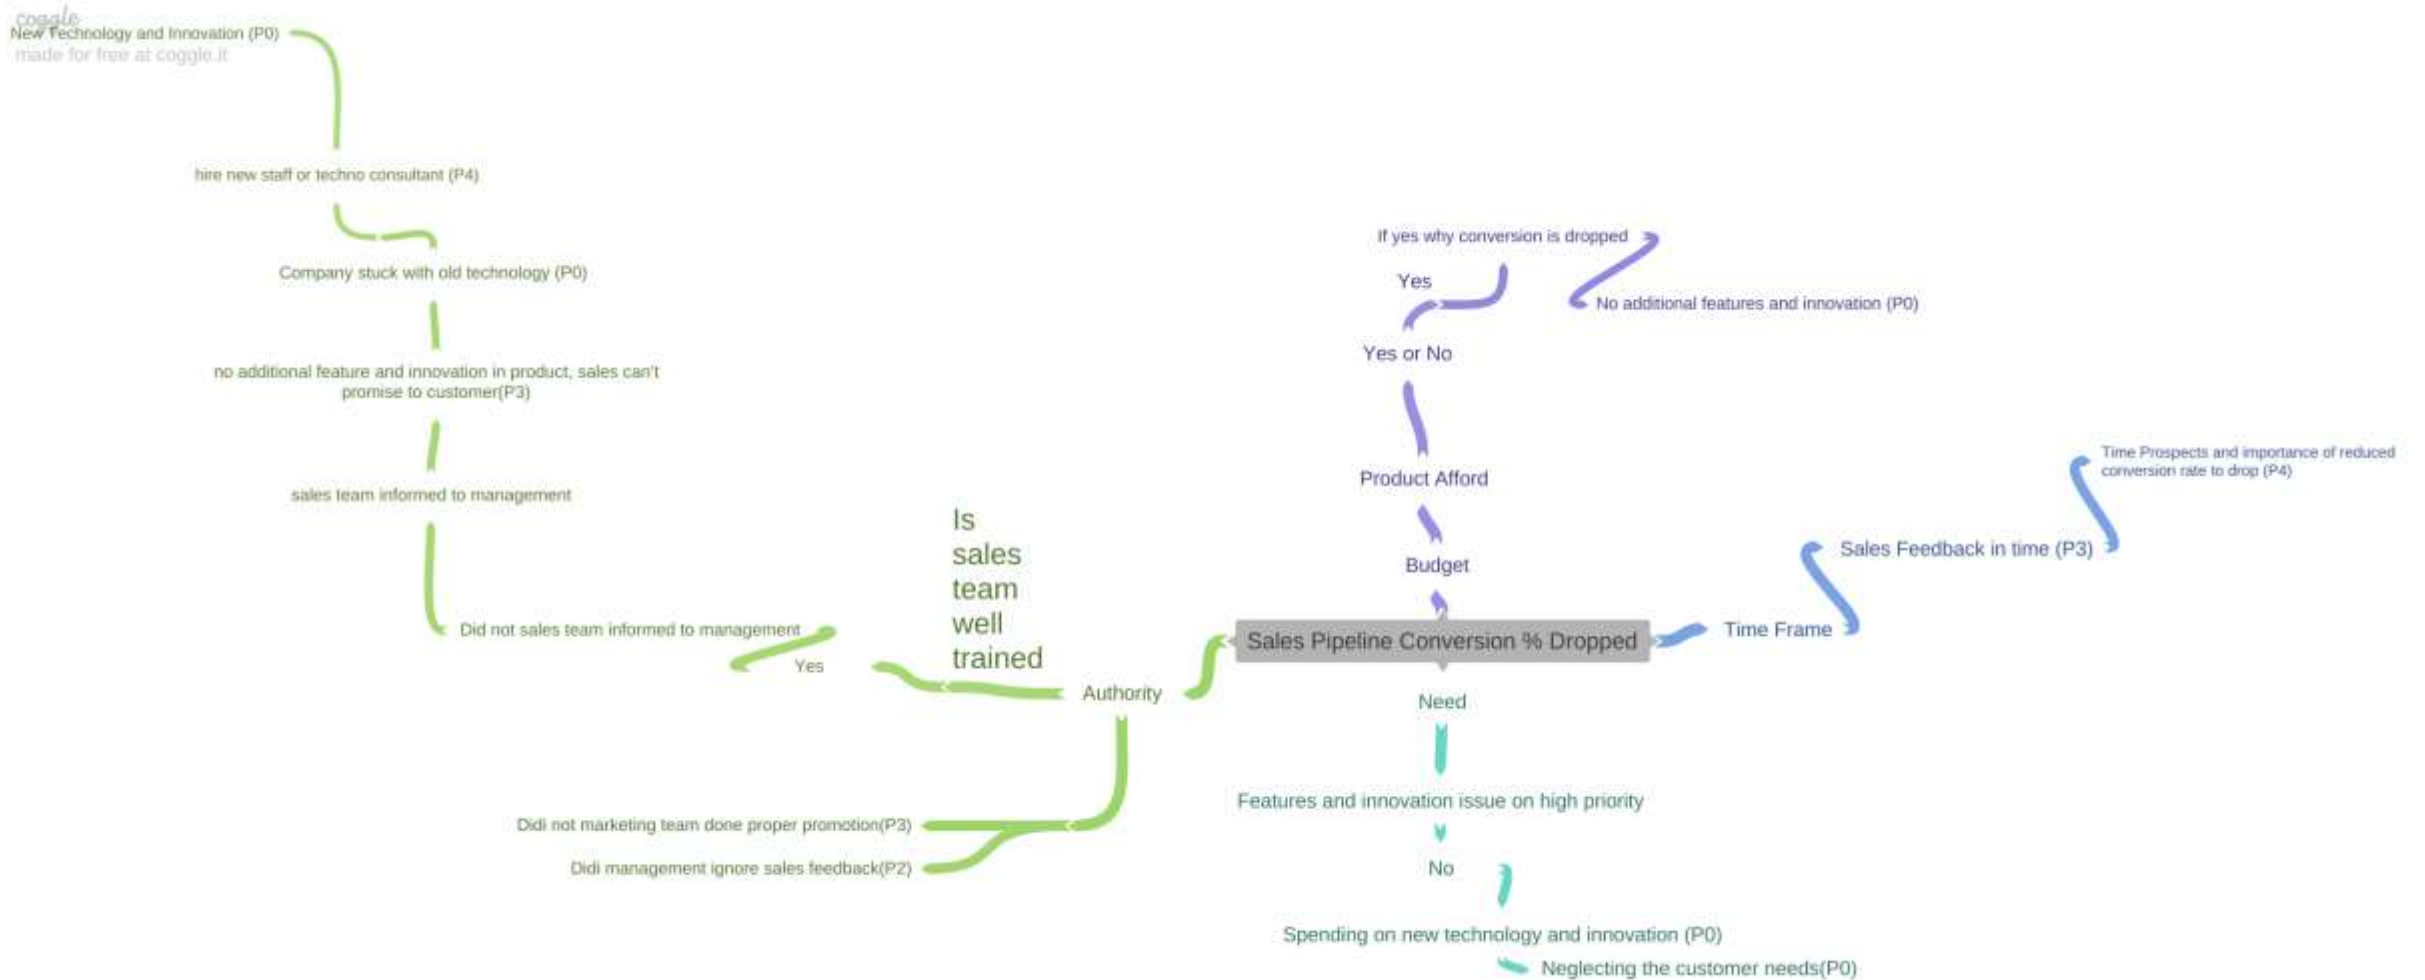 coggle
New Technology and Innovation (P0)
made for free at coggle.it
hire new staff or techno consultant (P4)
Company stuck with old technology (P0)
no additional feature and innovation in product, sales can't
promise to customer(P3)
sales team informed to management
Did not sales team informed to management
Yes
Is
sales
team
well
trained
Authority
Didi not marketing team done proper promotion(P3)
Didi management ignore sales feedback(P2)
If yes why conversion is dropped
Yes
No additional features and innovation (P0)
Yes or No
Product Afford
Budget
Sales Pipeline Conversion % Dropped
Time Frame
Sales Feedback in time (P3)
Time Prospects and importance of reduced
conversion rate to drop (P4)
Need
Features and innovation issue on high priority
No
Spending on new technology and innovation (P0)
Neglecting the customer needs(P0)